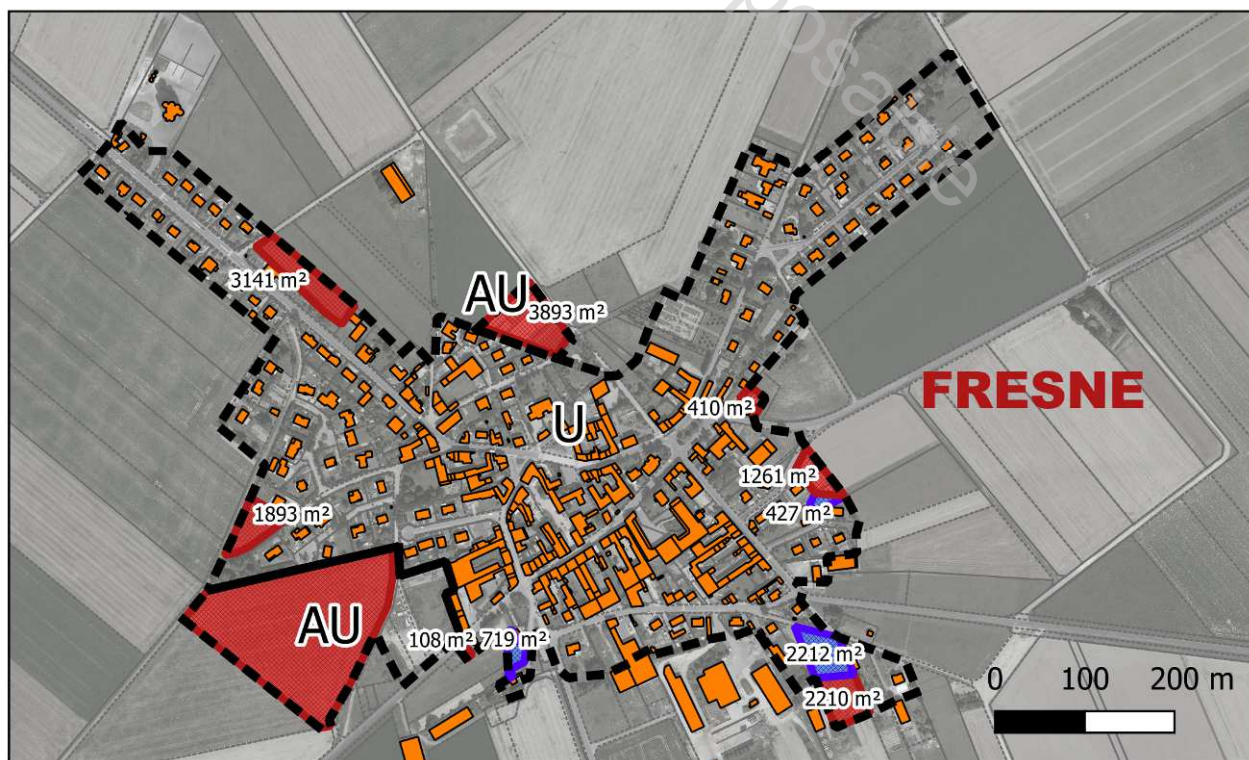 3141 m²
AU
3893 m²
FRESNE
410 m²
U
1261 m²
427 m²
1893 m²
AU
108 m²
719 m²
2212 m²
2210 m²
0 100 200 m